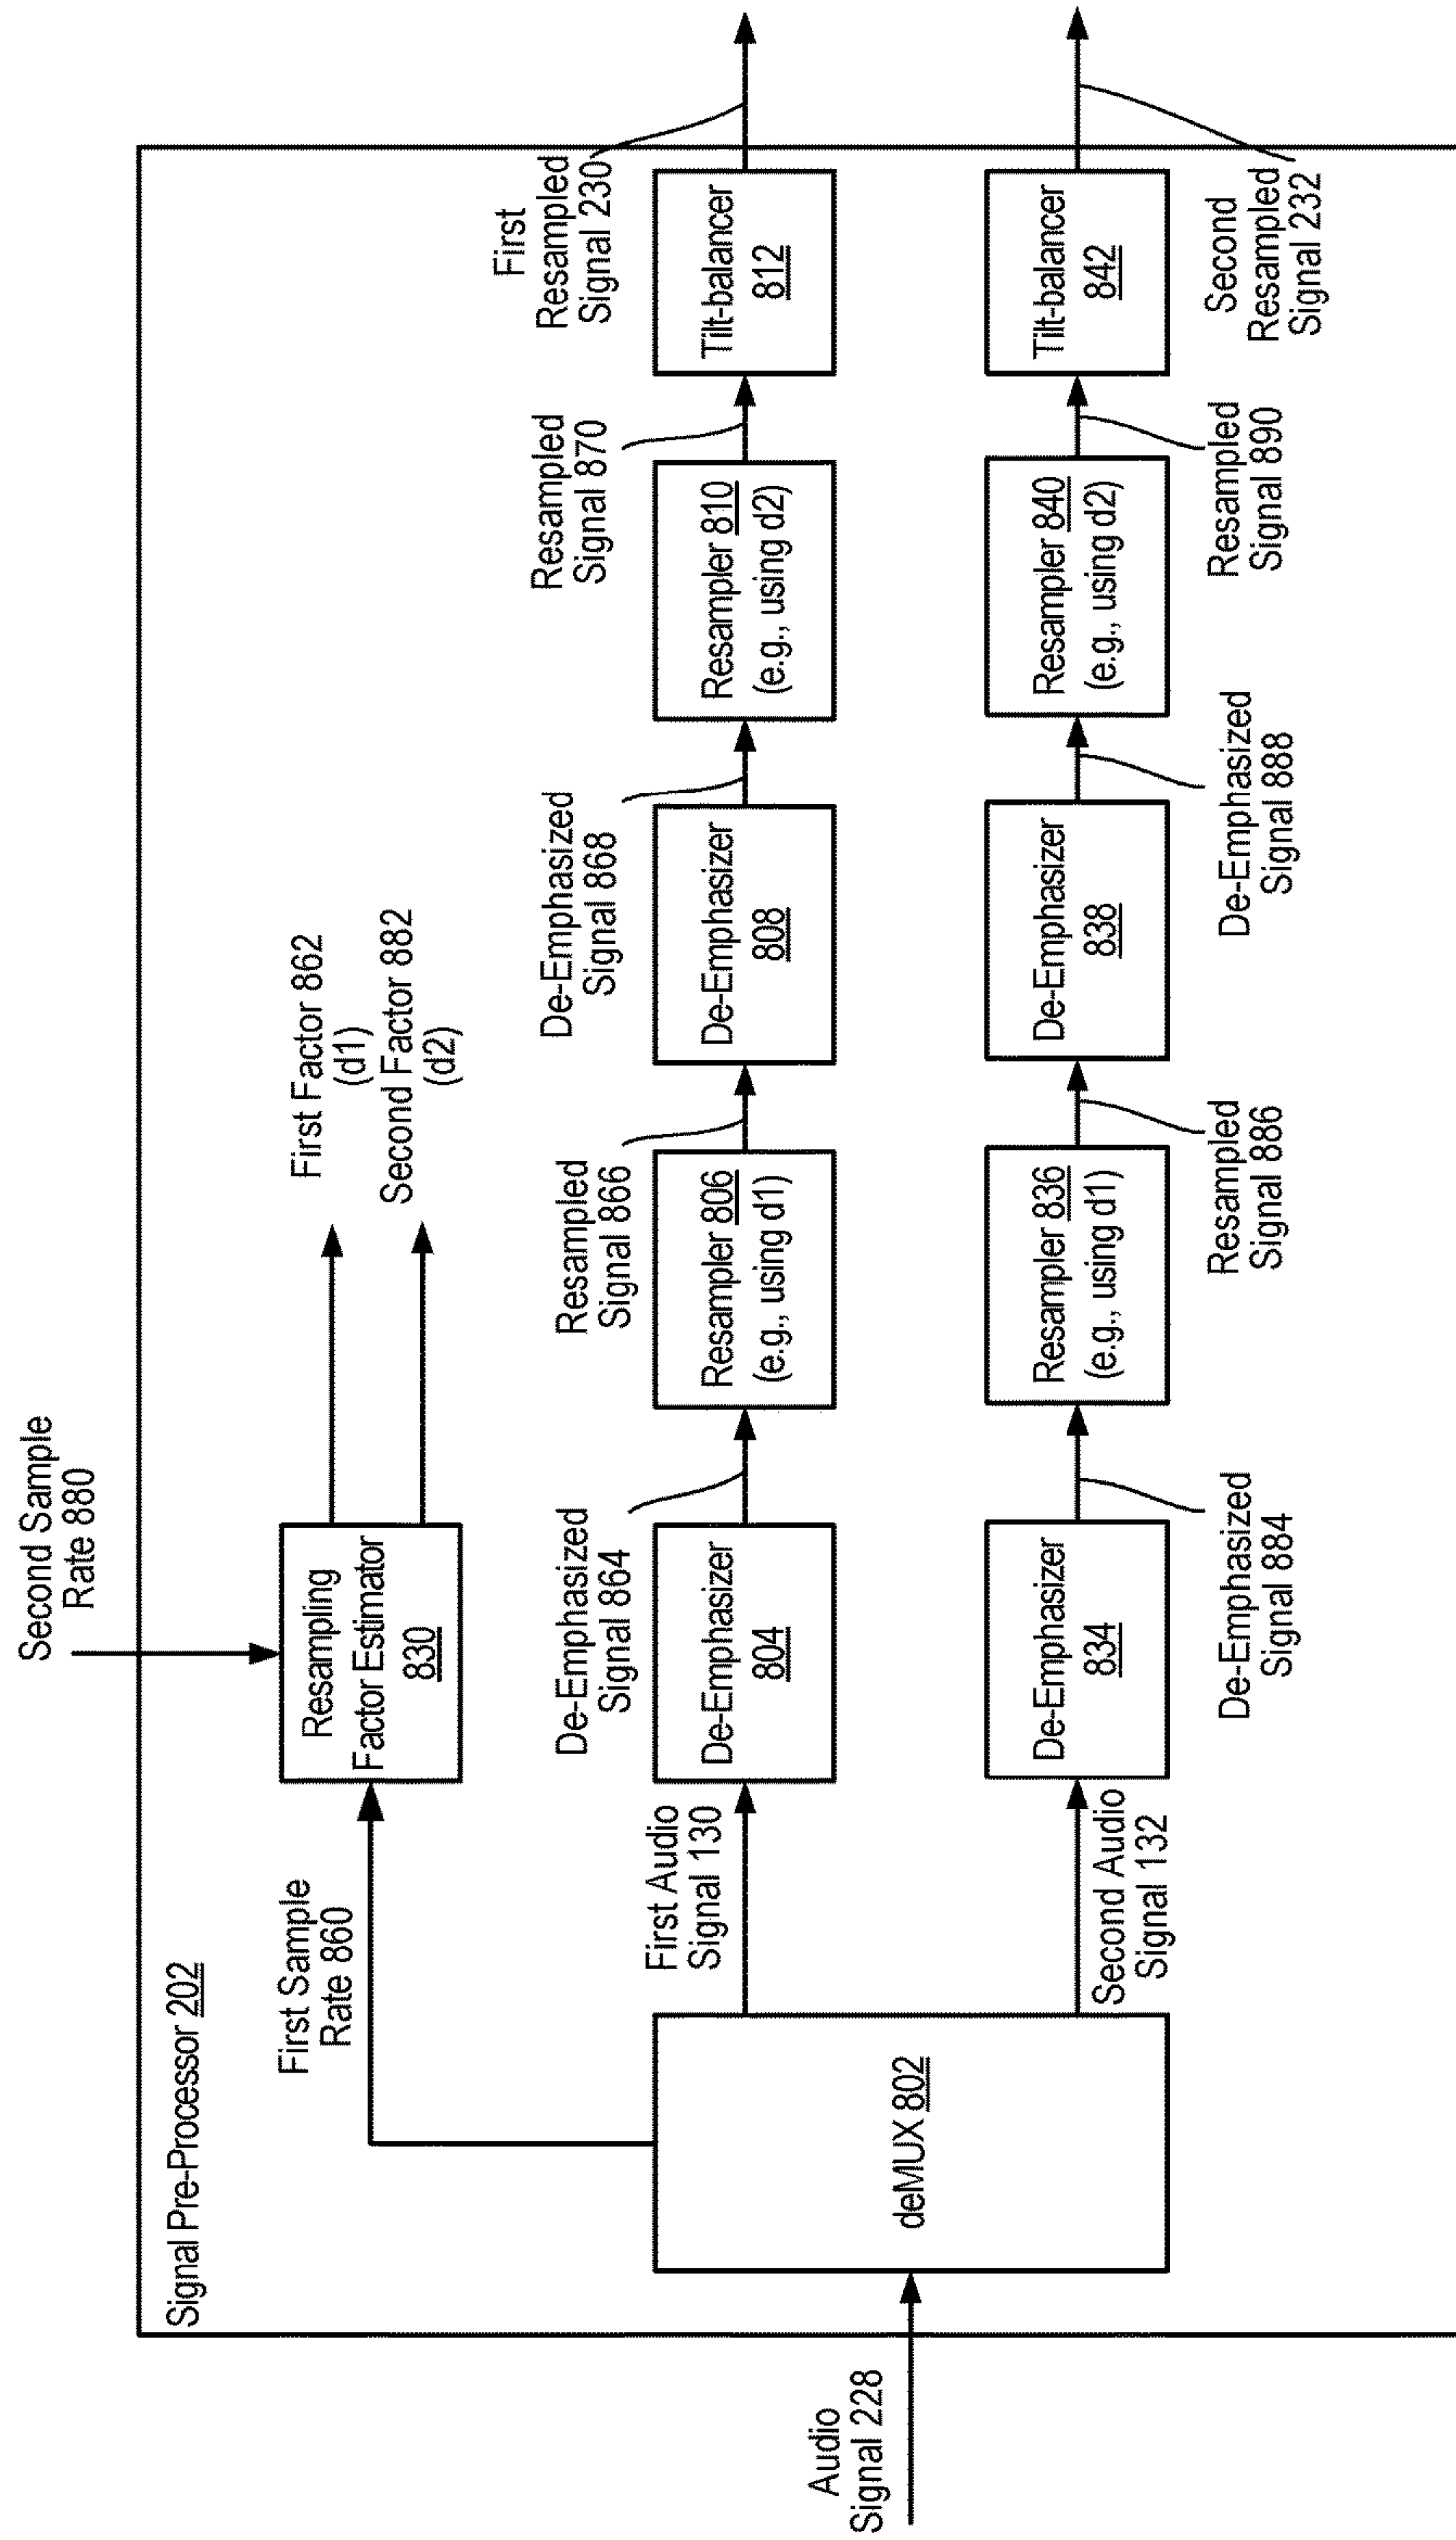 Second Sample
Rate 880
Signal Pre-Processor 202
First Sample
Rate 860
Resampling
Factor Estimator
830
First Factor 862
(d1)
Second Factor 882
(d2)
Audio
Signal 228
deMUX 802
First Audio
Signal 130
De-Emphasizer
804
De-Emphasized
Signal 864
Resampler 806
(e.g., using d1)
Resampled
Signal 866
De-Emphasizer
808
De-Emphasized
Signal 868
Resampler 810
(e.g., using d2)
Resampled
Signal 870
Tilt-balancer
812
First
Resampled
Signal 230
Second Audio
Signal 132
De-Emphasizer
834
De-Emphasized
Signal 884
Resampler 836
(e.g., using d1)
Resampled
Signal 886
De-Emphasizer
838
De-Emphasized
Signal 888
Resampler 840
(e.g., using d2)
Resampled
Signal 890
Tilt-balancer
842
Second
Resampled
Signal 232